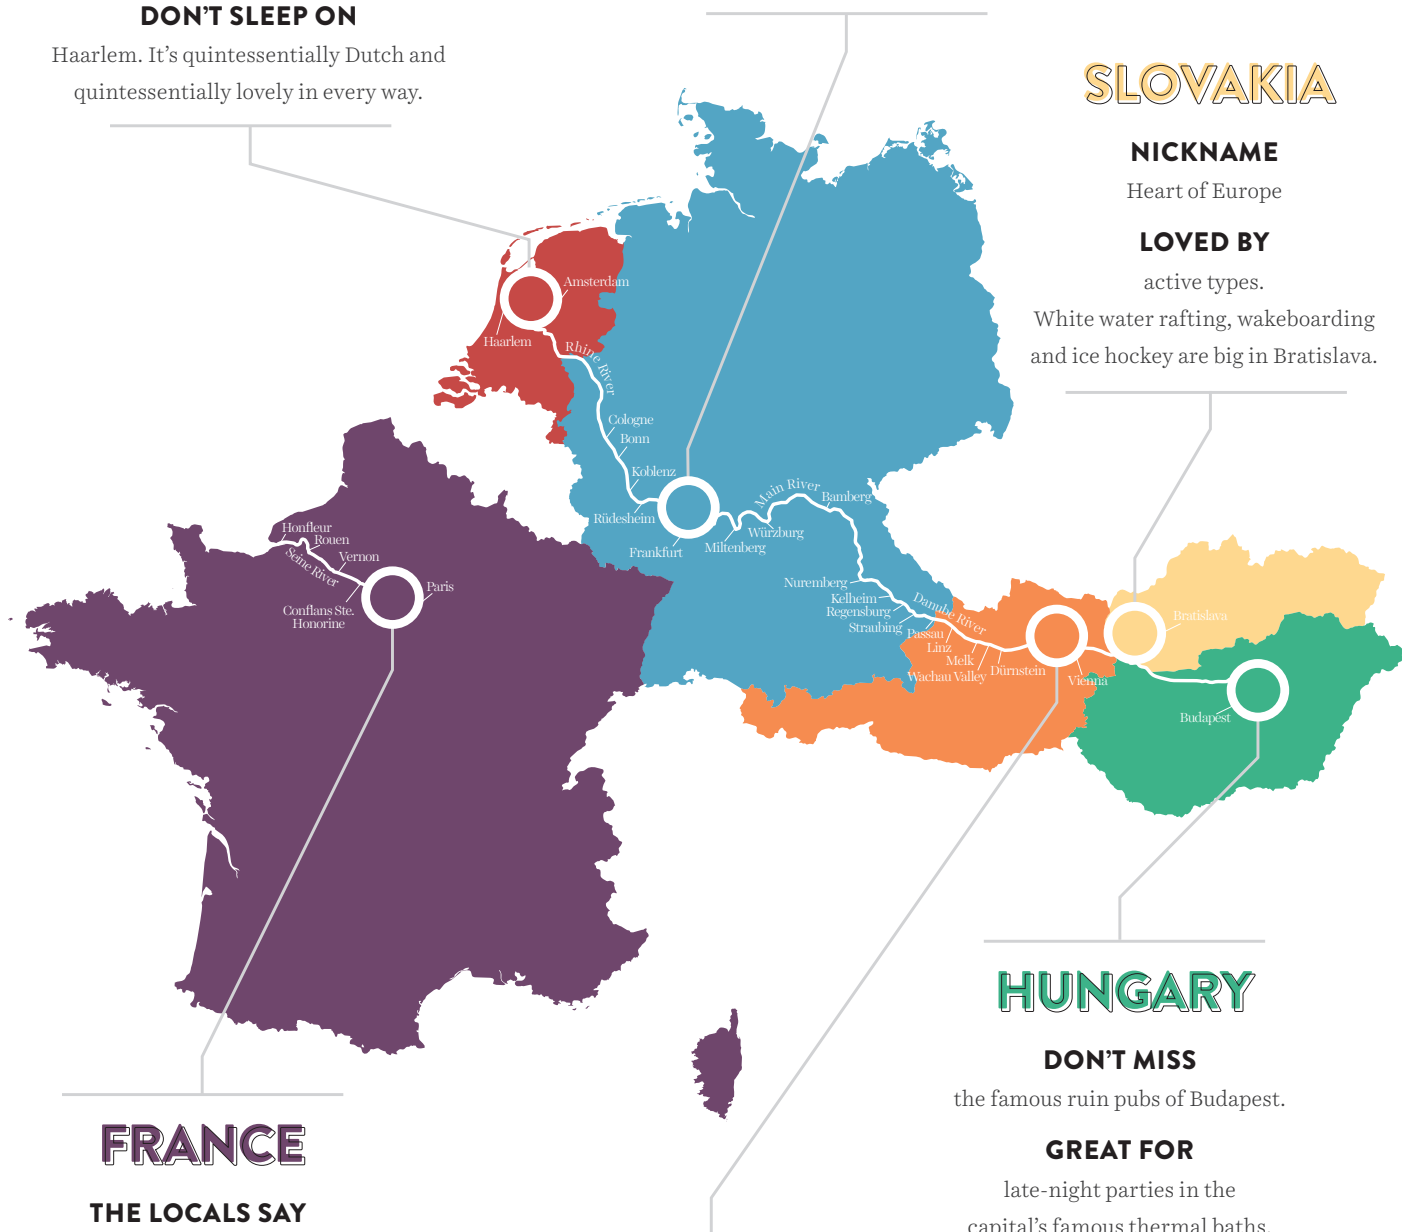 DON'T SLEEP ON
Haarlem. It's quintessentially Dutch and
quintessentially lovely in every way.
SLOVAKIA
NICKNAME
Heart of Europe
LOVED BY
active types.
White water rafting, wakeboarding
and ice hockey are big in Bratislava.
Amsterdam
Haarlem
Rhine River
Cologne
Bonn
Koblenz
Rüdesheim
Frankfurt
Miltenberg
Würzburg
Main River
Bamberg
Nuremberg
Kelheim
Regensburg
Straubing
Danube River
Passau
Linz
Melk
Wachau Valley
Dürnstein
Vienna
Bratislava
Budapest
Honfleur
Rouen
Seine River
Vernon
Conflans Ste.
Honorine
Paris
HUNGARY
DON'T MISS
the famous ruin pubs of Budapest.
GREAT FOR
late-night parties in the
capital's famous thermal baths.
FRANCE
THE LOCALS SAY